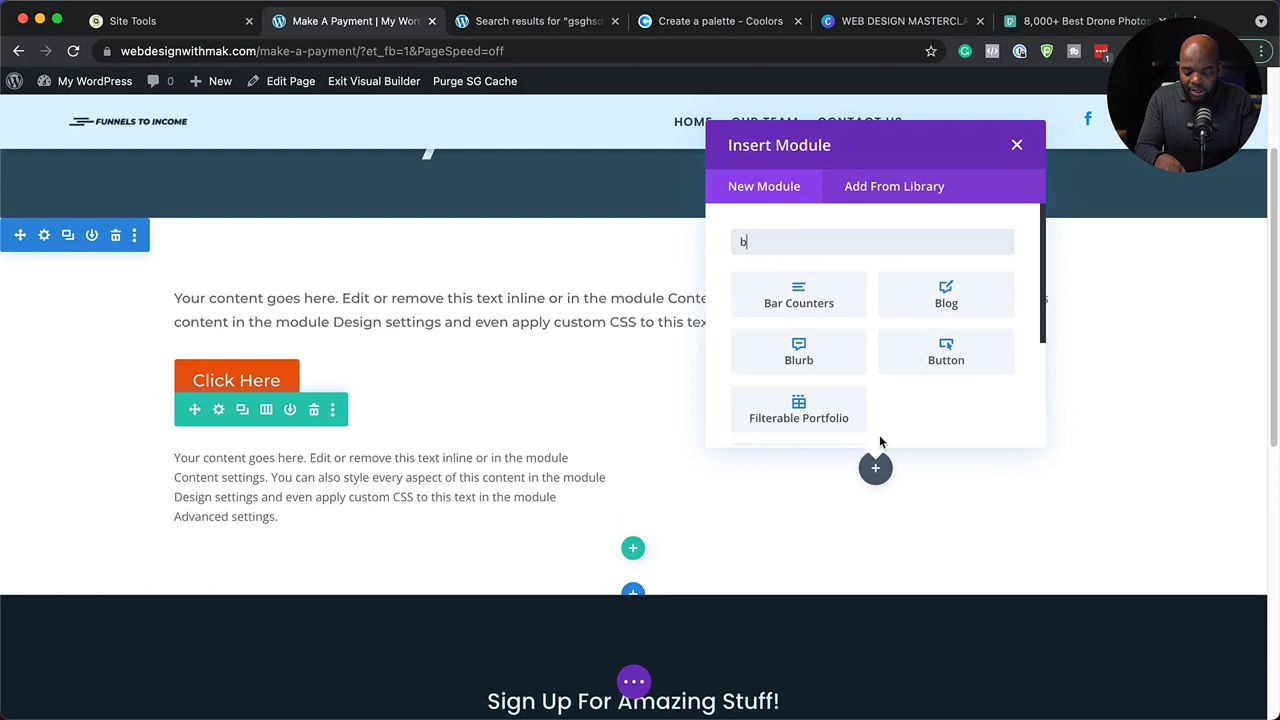 Site Tools
Make A Payment | My Wor
Search results for "gsghsd
Create a palette - Coolors
WEB DESIGN MASTERCLA
8,000+ Best Drone Photos
webdesignwithmak.com/make-a-payment/?et_fb=1&PageSpeed=off
1
My WordPress
0
New
Edit Page
Exit Visual Builder
Purge SG Cache
FUNNELS TO INCOME
HOME
OUR TEAM
CONTACT US
Insert Module
New Module
Add From Library
b
Bar Counters
Blog
Blurb
Button
Filterable Portfolio
Your content goes here. Edit or remove this text inline or in the module Conte
content in the module Design settings and even apply custom CSS to this tex
Click Here
Your content goes here. Edit or remove this text inline or in the module
Content settings. You can also style every aspect of this content in the module
Design settings and even apply custom CSS to this text in the module
Advanced settings.
Sign Up For Amazing Stuff!